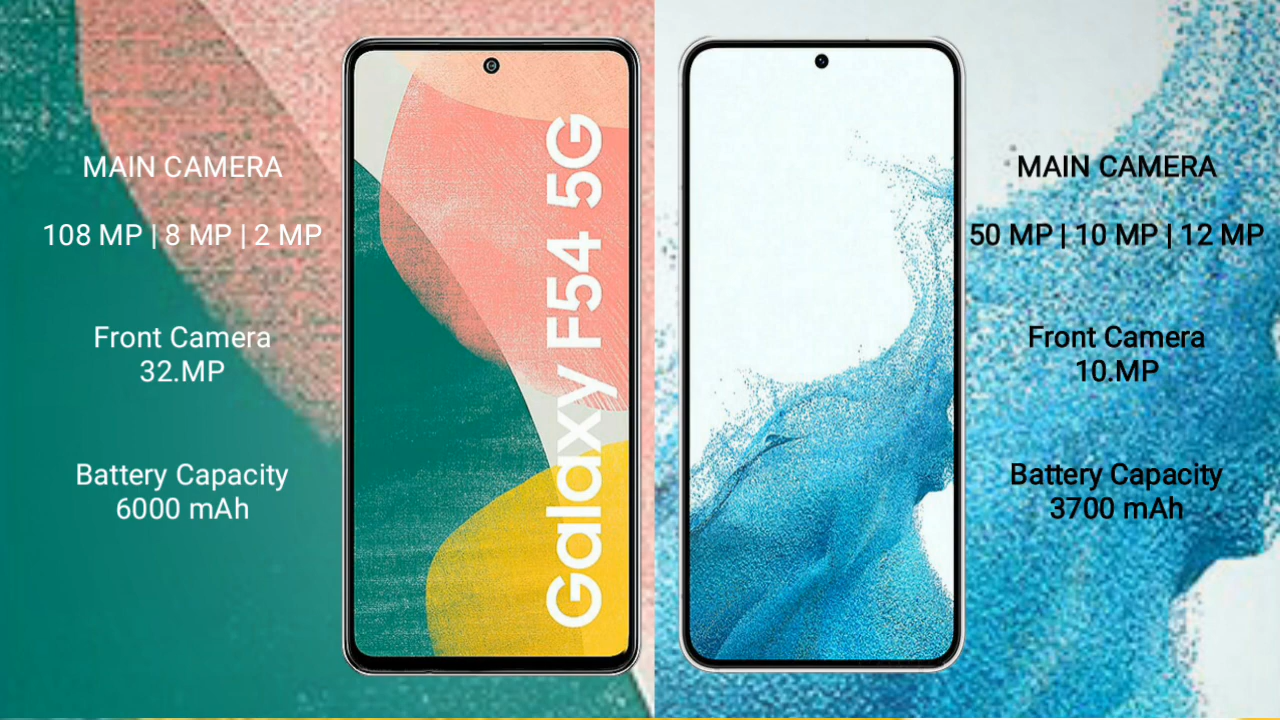 MAIN CAMERA
108 MP | 8 MP | 2 MP
Front Camera
32.MP
Battery Capacity
6000 mAh
Galaxy F54 5G
MAIN CAMERA
50 MP | 10 MP | 12 MP
Front Camera
10.MP
Battery Capacity
3700 mAh